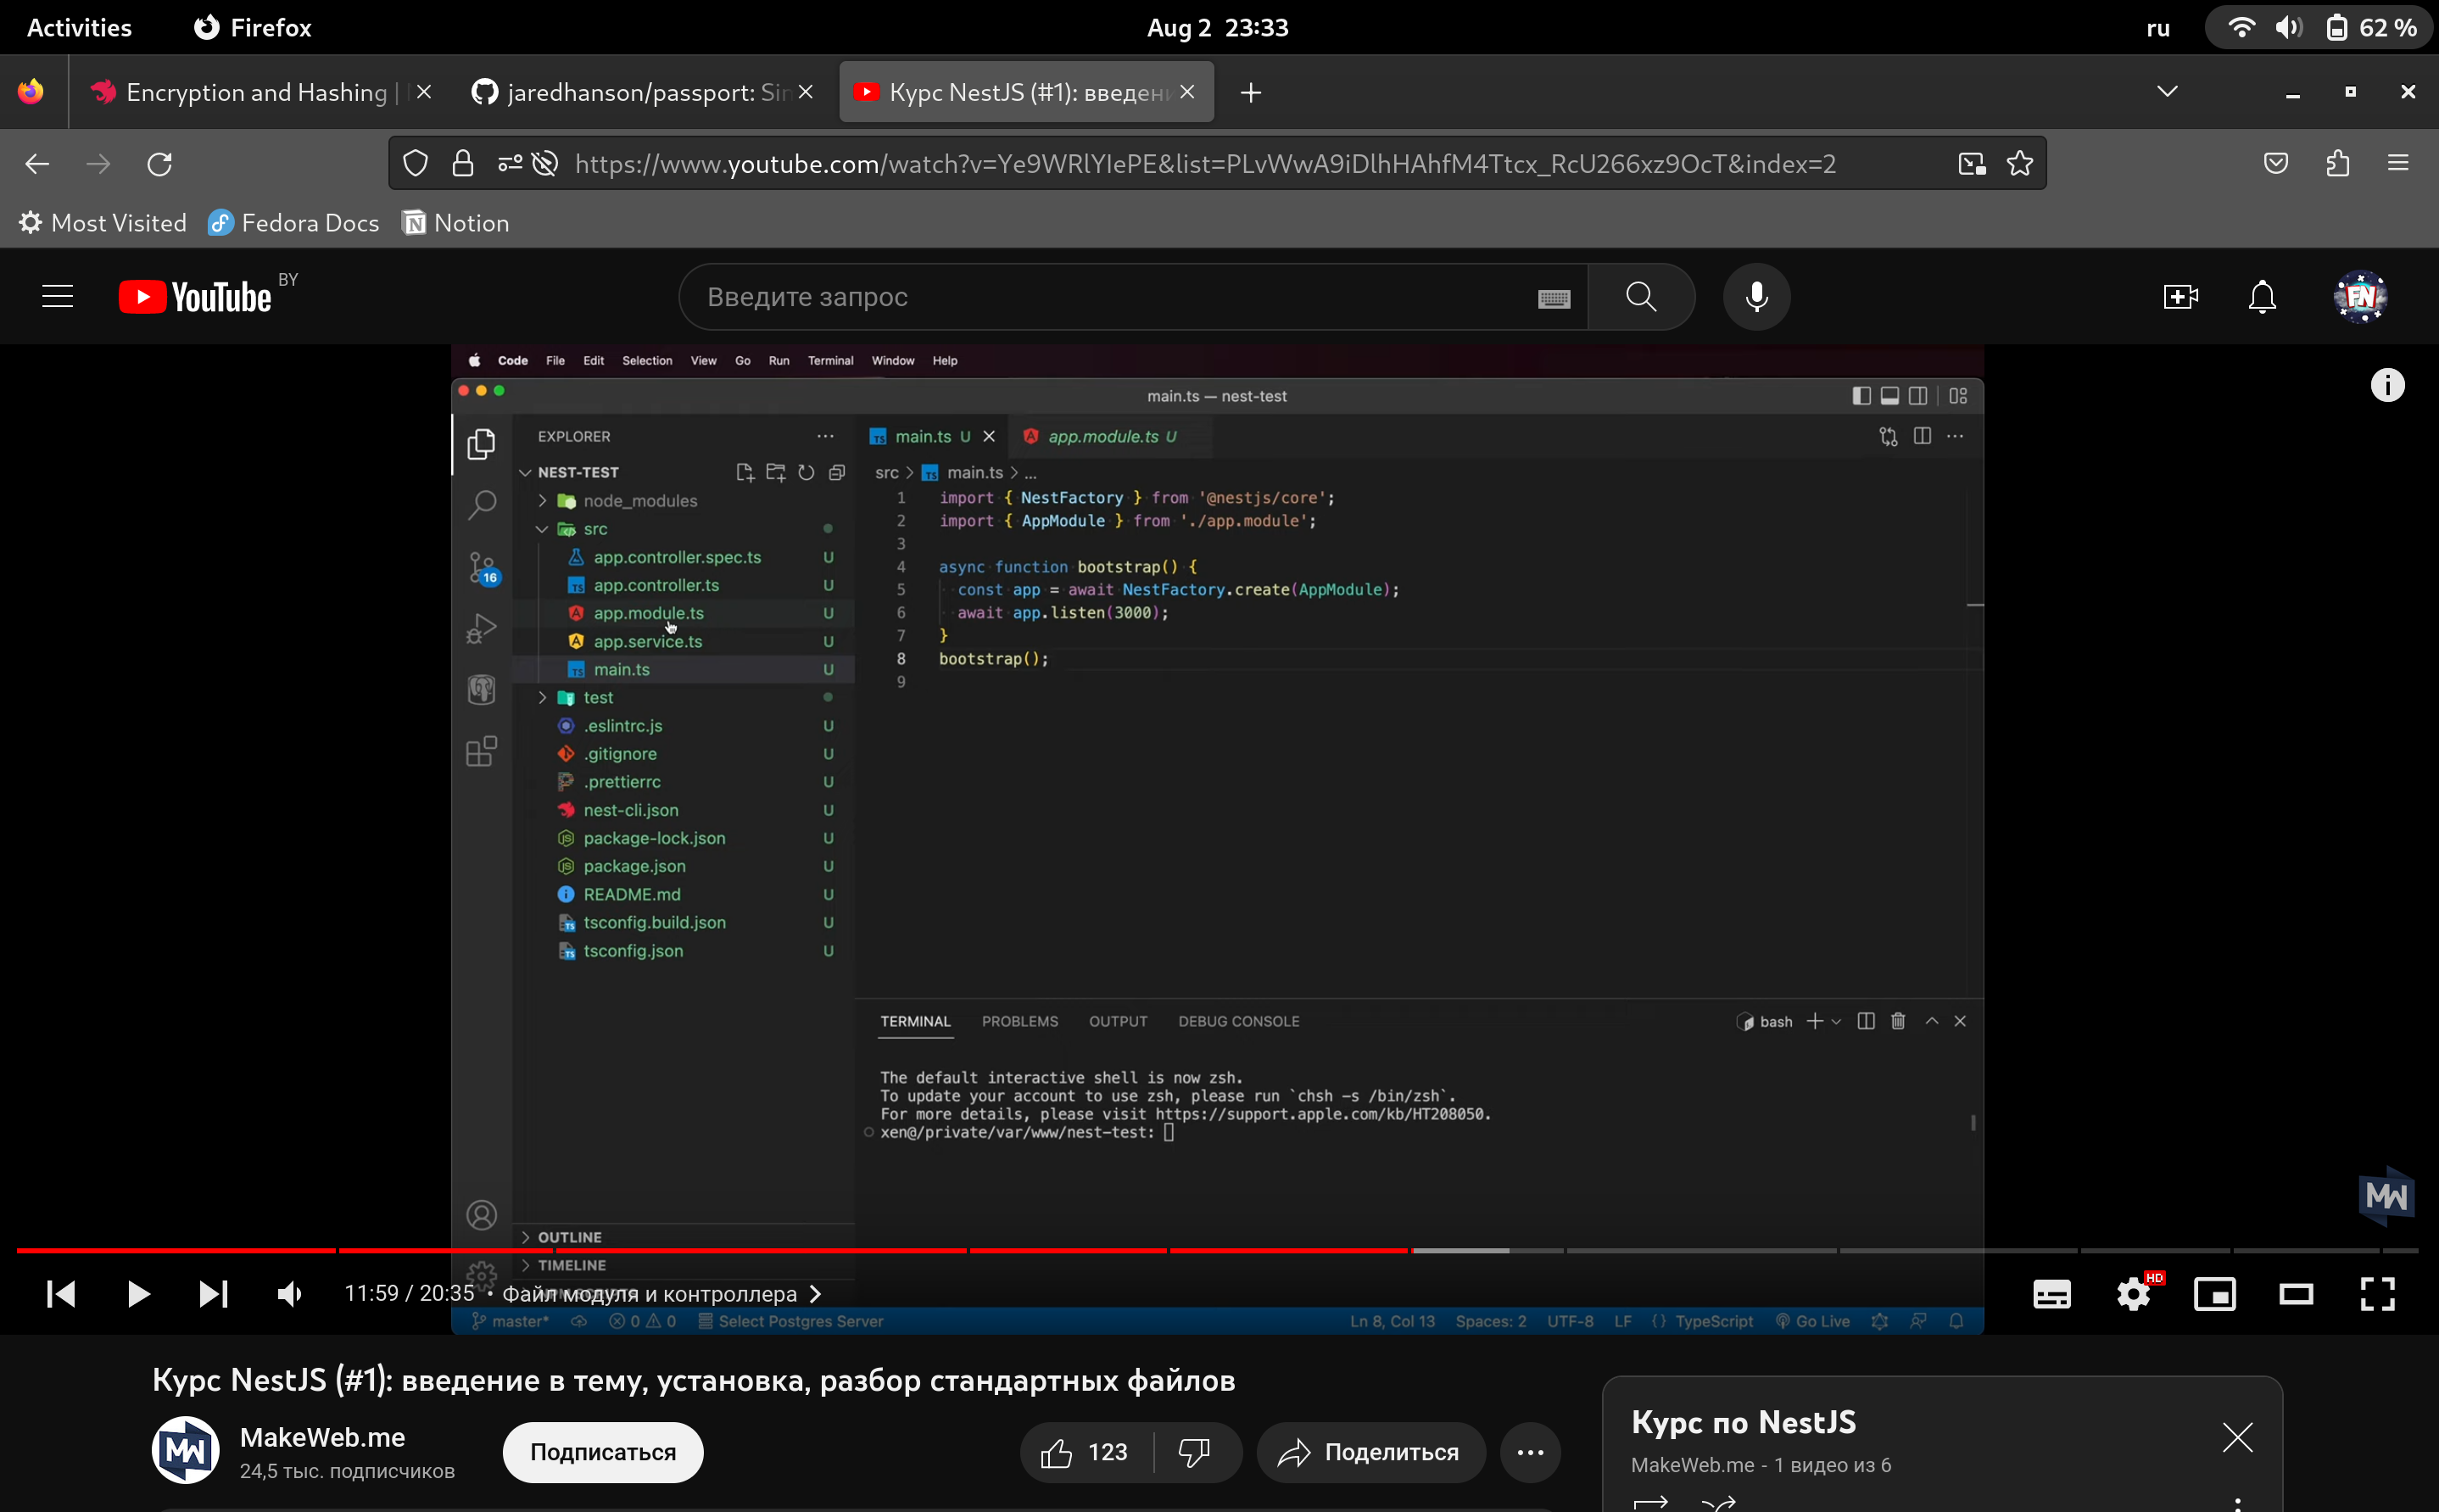 Activities Firefox Aug 2 23:33 ru 62 %
Encryption and Hashing | jaredhanson/passport: Sin Курс NestJS (#1): введени
https://www.youtube.com/watch?v=Ye9WRlYIePE&list=PLvWwA9iDlhHAhfM4Ttcx_RcU266xz9OcT&index=2
Most Visited Fedora Docs Notion
YouTube BY Введите запрос FN
Code File Edit Selection View Go Run Terminal Window Help
main.ts — nest-test
EXPLORER ... main.ts U app.module.ts U ...
NEST-TEST src > main.ts > ...
node_modules
src
app.controller.spec.ts U
app.controller.ts U
app.module.ts U
app.service.ts U
main.ts U
test
.eslintrc.js U
.gitignore U
.prettierrc U
nest-cli.json U
package-lock.json U
package.json U
README.md U
tsconfig.build.json U
tsconfig.json U
16
1 import { NestFactory } from '@nestjs/core';
2 import { AppModule } from './app.module';
3
4 async function bootstrap() {
5 const app = await NestFactory.create(AppModule);
6 await app.listen(3000);
7 }
8 bootstrap();
9
TERMINAL PROBLEMS OUTPUT DEBUG CONSOLE bash
The default interactive shell is now zsh.
To update your account to use zsh, please run `chsh -s /bin/zsh`.
For more details, please visit https://support.apple.com/kb/HT208050.
xen@/private/var/www/nest-test:
MW
OUTLINE
TIMELINE
11:59 / 20:35 • Файл модуля и контроллера HD
master* 0 0 Select Postgres Server Ln 8, Col 13 Spaces: 2 UTF-8 LF {} TypeScript Go Live
Курс NestJS (#1): введение в тему, установка, разбор стандартных файлов
MW MakeWeb.me
24,5 тыс. подписчиков
Подписаться 123 Поделиться ...
Курс по NestJS
MakeWeb.me - 1 видео из 6